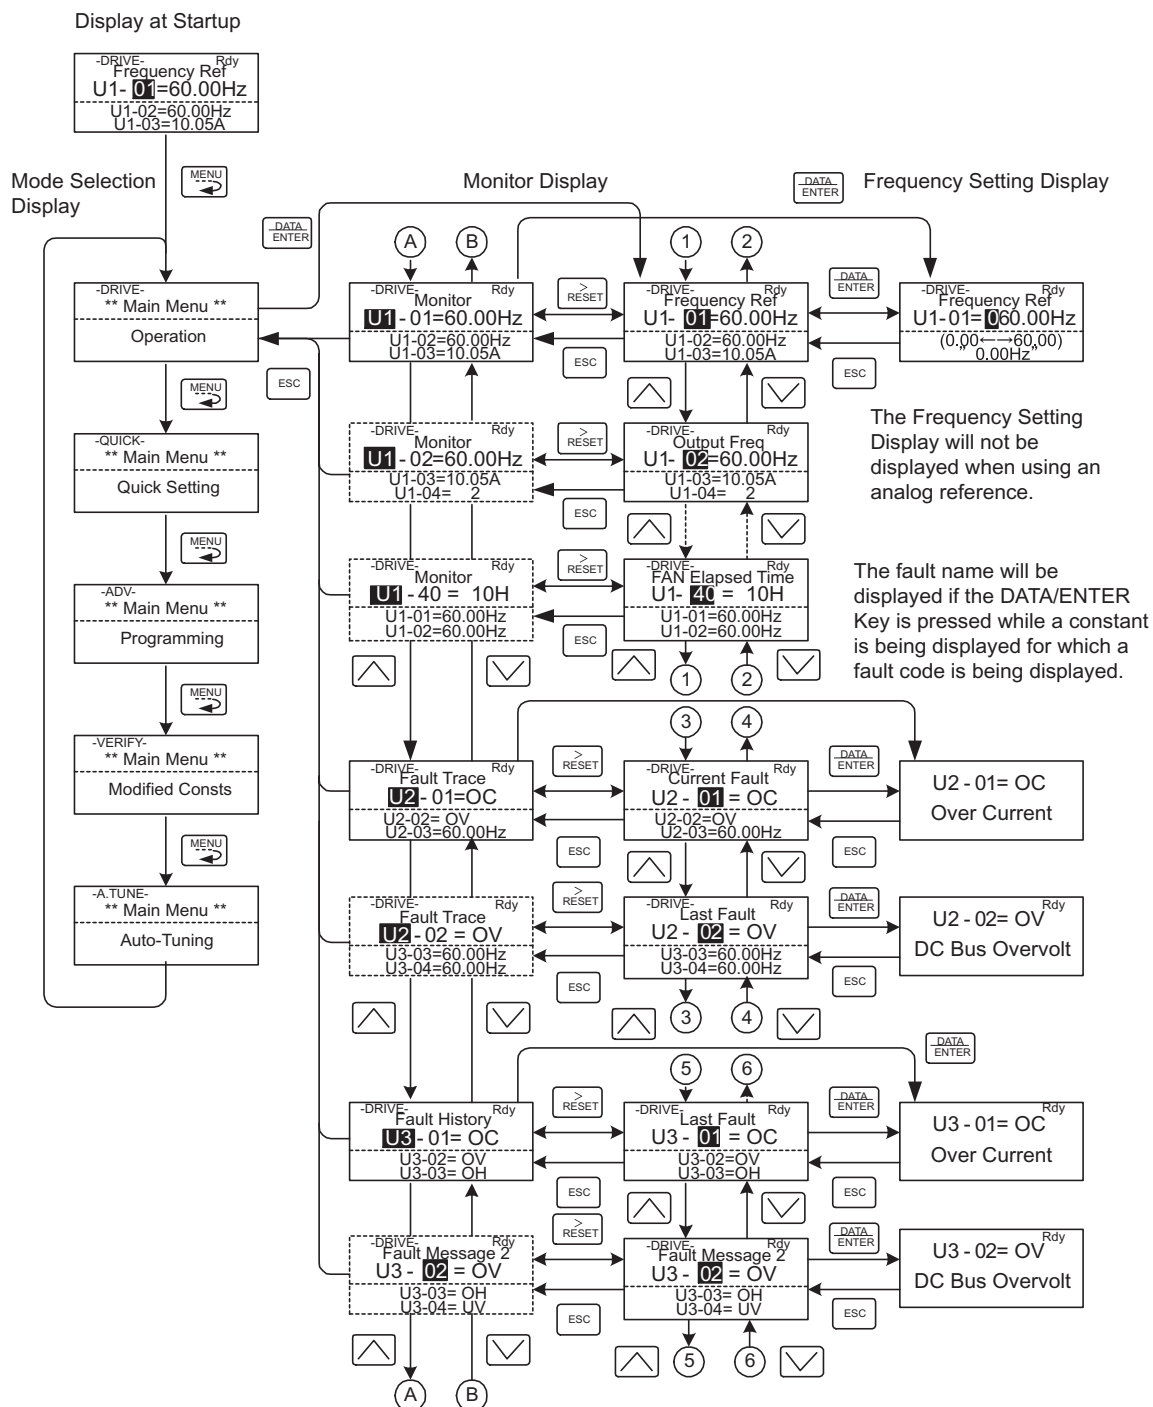 Display at Startup
-DRIVE- Rdy
Frequency Ref
U1- 01=60.00Hz
U1-02=60.00Hz
U1-03=10.05A
MENU
Mode Selection
Display
Monitor Display
DATA
ENTER
Frequency Setting Display
DATA
ENTER
A
B
1
2
-DRIVE-
** Main Menu **
Operation
-DRIVE- Rdy
Monitor
U1 - 01=60.00Hz
U1-02=60.00Hz
U1-03=10.05A
>
RESET
ESC
-DRIVE- Rdy
Frequency Ref
U1- 01=60.00Hz
U1-02=60.00Hz
U1-03=10.05A
DATA
ENTER
ESC
-DRIVE- Rdy
Frequency Ref
U1-01= 060.00Hz
(0.00←→60.00)
" 0.00Hz"
ESC
MENU
-QUICK-
** Main Menu **
Quick Setting
-DRIVE- Rdy
Monitor
U1 - 02=60.00Hz
U1-03=10.05A
U1-04= 2
>
RESET
ESC
-DRIVE- Rdy
Output Freq
U1- 02=60.00Hz
U1-03=10.05A
U1-04= 2
The Frequency Setting
Display will not be
displayed when using an
analog reference.
MENU
-ADV-
** Main Menu **
Programming
-DRIVE- Rdy
Monitor
U1 - 40 = 10H
U1-01=60.00Hz
U1-02=60.00Hz
>
RESET
ESC
-DRIVE- Rdy
FAN Elapsed Time
U1- 40 = 10H
U1-01=60.00Hz
U1-02=60.00Hz
1
2
The fault name will be
displayed if the DATA/ENTER
Key is pressed while a constant
is being displayed for which a
fault code is being displayed.
MENU
-VERIFY-
** Main Menu **
Modified Consts
3
4
-DRIVE- Rdy
Fault Trace
U2 - 01=OC
U2-02= OV
U2-03=60.00Hz
>
RESET
ESC
-DRIVE- Rdy
Current Fault
U2 - 01 = OC
U2-02=OV
U2-03=60.00Hz
DATA
ENTER
ESC
U2 - 01= OC
Over Current
MENU
-A.TUNE-
** Main Menu **
Auto-Tuning
-DRIVE- Rdy
Fault Trace
U2 - 02 = OV
U3-03=60.00Hz
U3-04=60.00Hz
>
RESET
ESC
-DRIVE- Rdy
Last Fault
U2 - 02 = OV
U3-03=60.00Hz
U3-04=60.00Hz
DATA
ENTER
ESC
Rdy
U2 - 02= OV
DC Bus Overvolt
3
4
DATA
ENTER
5
6
-DRIVE- Rdy
Fault History
U3 - 01= OC
U3-02= OV
U3-03= OH
>
RESET
ESC
-DRIVE- Rdy
Last Fault
U3 - 01 = OC
U3-02=OV
U3-03=OH
DATA
ENTER
ESC
Rdy
U3 - 01= OC
Over Current
-DRIVE- Rdy
Fault Message 2
U3 - 02 = OV
U3-03= OH
U3-04= UV
>
RESET
ESC
-DRIVE- Rdy
Fault Message 2
U3 - 02 = OV
U3-03= OH
U3-04= UV
DATA
ENTER
ESC
Rdy
U3 - 02= OV
DC Bus Overvolt
5
6
A
B